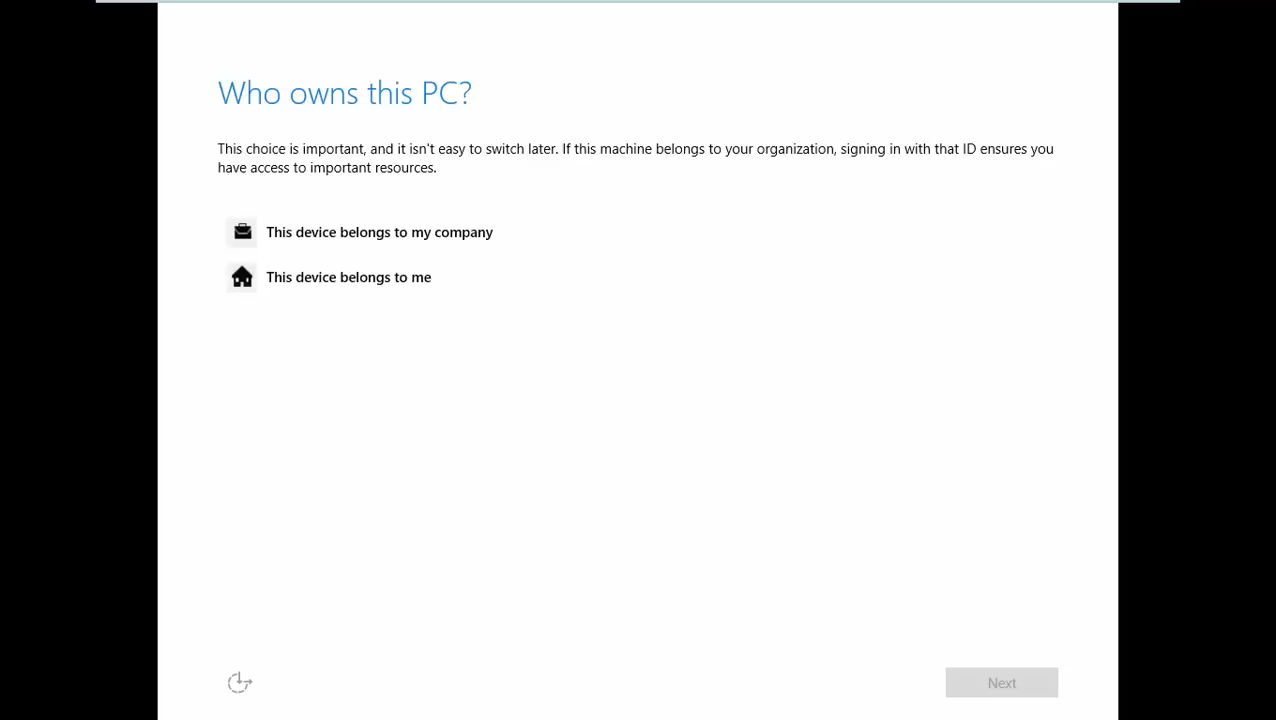 Who owns this PC?
This choice is important, and it isn't easy to switch later. If this machine belongs to your organization, signing in with that ID ensures you
have access to important resources.
This device belongs to my company
This device belongs to me
Next